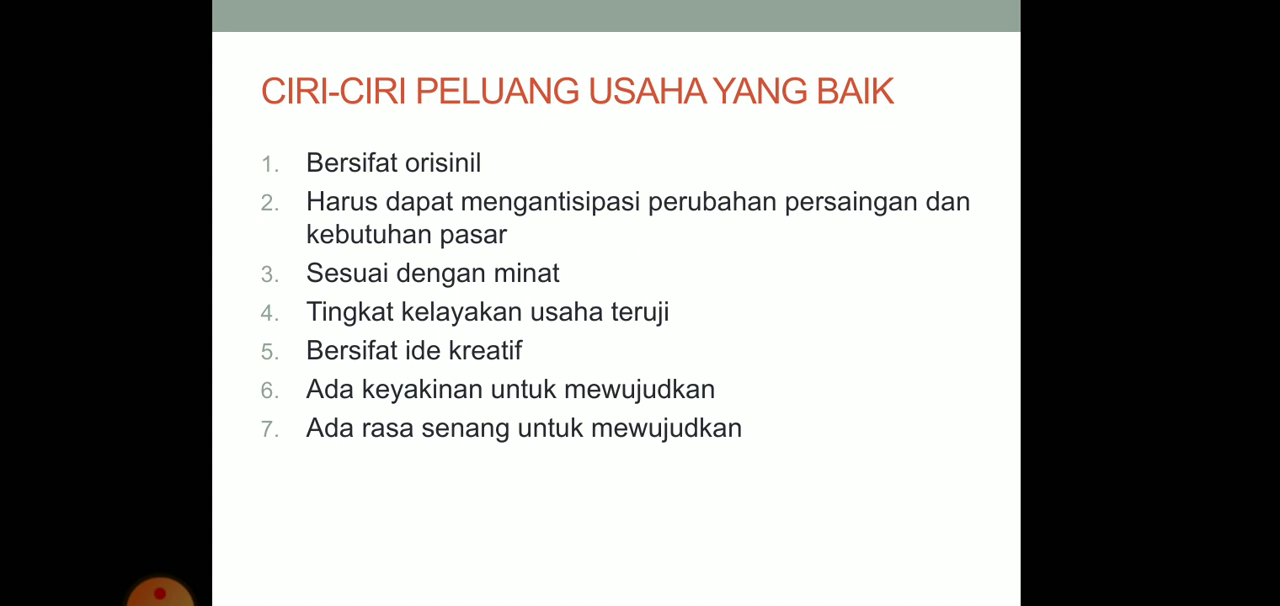 CIRI-CIRI PELUANG USAHA YANG BAIK
1. Bersifat orisinil
2. Harus dapat mengantisipasi perubahan persaingan dan
kebutuhan pasar
3. Sesuai dengan minat
4. Tingkat kelayakan usaha teruji
5. Bersifat ide kreatif
6. Ada keyakinan untuk mewujudkan
7. Ada rasa senang untuk mewujudkan